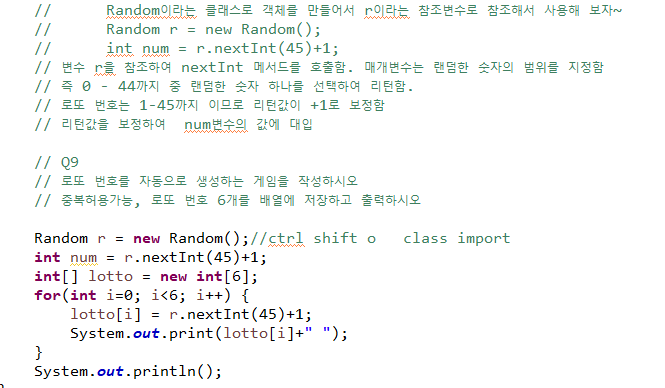 //      Random이라는 클래스로 객체를 만들어서 r이라는 참조변수로 참조해서 사용해 보자~
//      Random r = new Random();
//      int num = r.nextInt(45)+1;
// 변수 r을 참조하여 nextInt 메서드를 호출함. 매개변수는 랜덤한 숫자의 범위를 지정함
// 즉 0 - 44까지 중 랜덤한 숫자 하나를 선택하여 리턴함.
// 로또 번호는 1-45까지 이므로 리턴값이 +1로 보정함
// 리턴값을 보정하여  num변수의 값에 대입
// Q9
// 로또 번호를 자동으로 생성하는 게임을 작성하시오
// 중복허용가능, 로또 번호 6개를 배열에 저장하고 출력하시오
Random r = new Random();//ctrl shift o   class import
int num = r.nextInt(45)+1;
int[] lotto = new int[6];
for(int i=0; i<6; i++) {
    lotto[i] = r.nextInt(45)+1;
    System.out.print(lotto[i]+" ");
}
System.out.println();